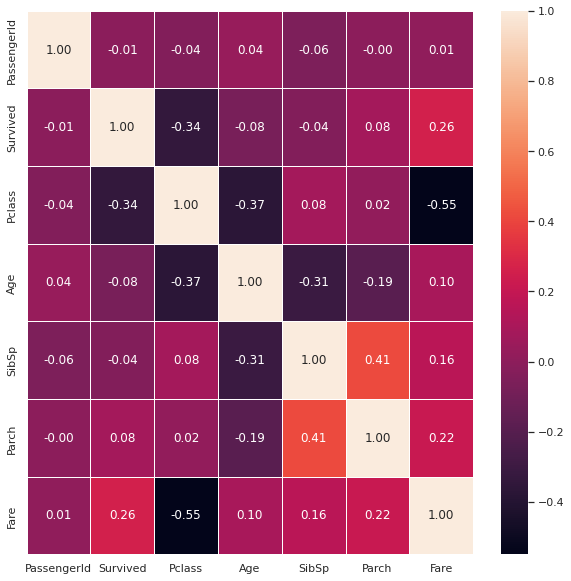 PassengerId 1.00 -0.01 -0.04 0.04 -0.06 -0.00 0.01
Survived -0.01 1.00 -0.34 -0.08 -0.04 0.08 0.26
Pclass -0.04 -0.34 1.00 -0.37 0.08 0.02 -0.55
Age 0.04 -0.08 -0.37 1.00 -0.31 -0.19 0.10
SibSp -0.06 -0.04 0.08 -0.31 1.00 0.41 0.16
Parch -0.00 0.08 0.02 -0.19 0.41 1.00 0.22
Fare 0.01 0.26 -0.55 0.10 0.16 0.22 1.00
PassengerId Survived Pclass Age SibSp Parch Fare
1.0
0.8
0.6
0.4
0.2
0.0
−0.2
−0.4